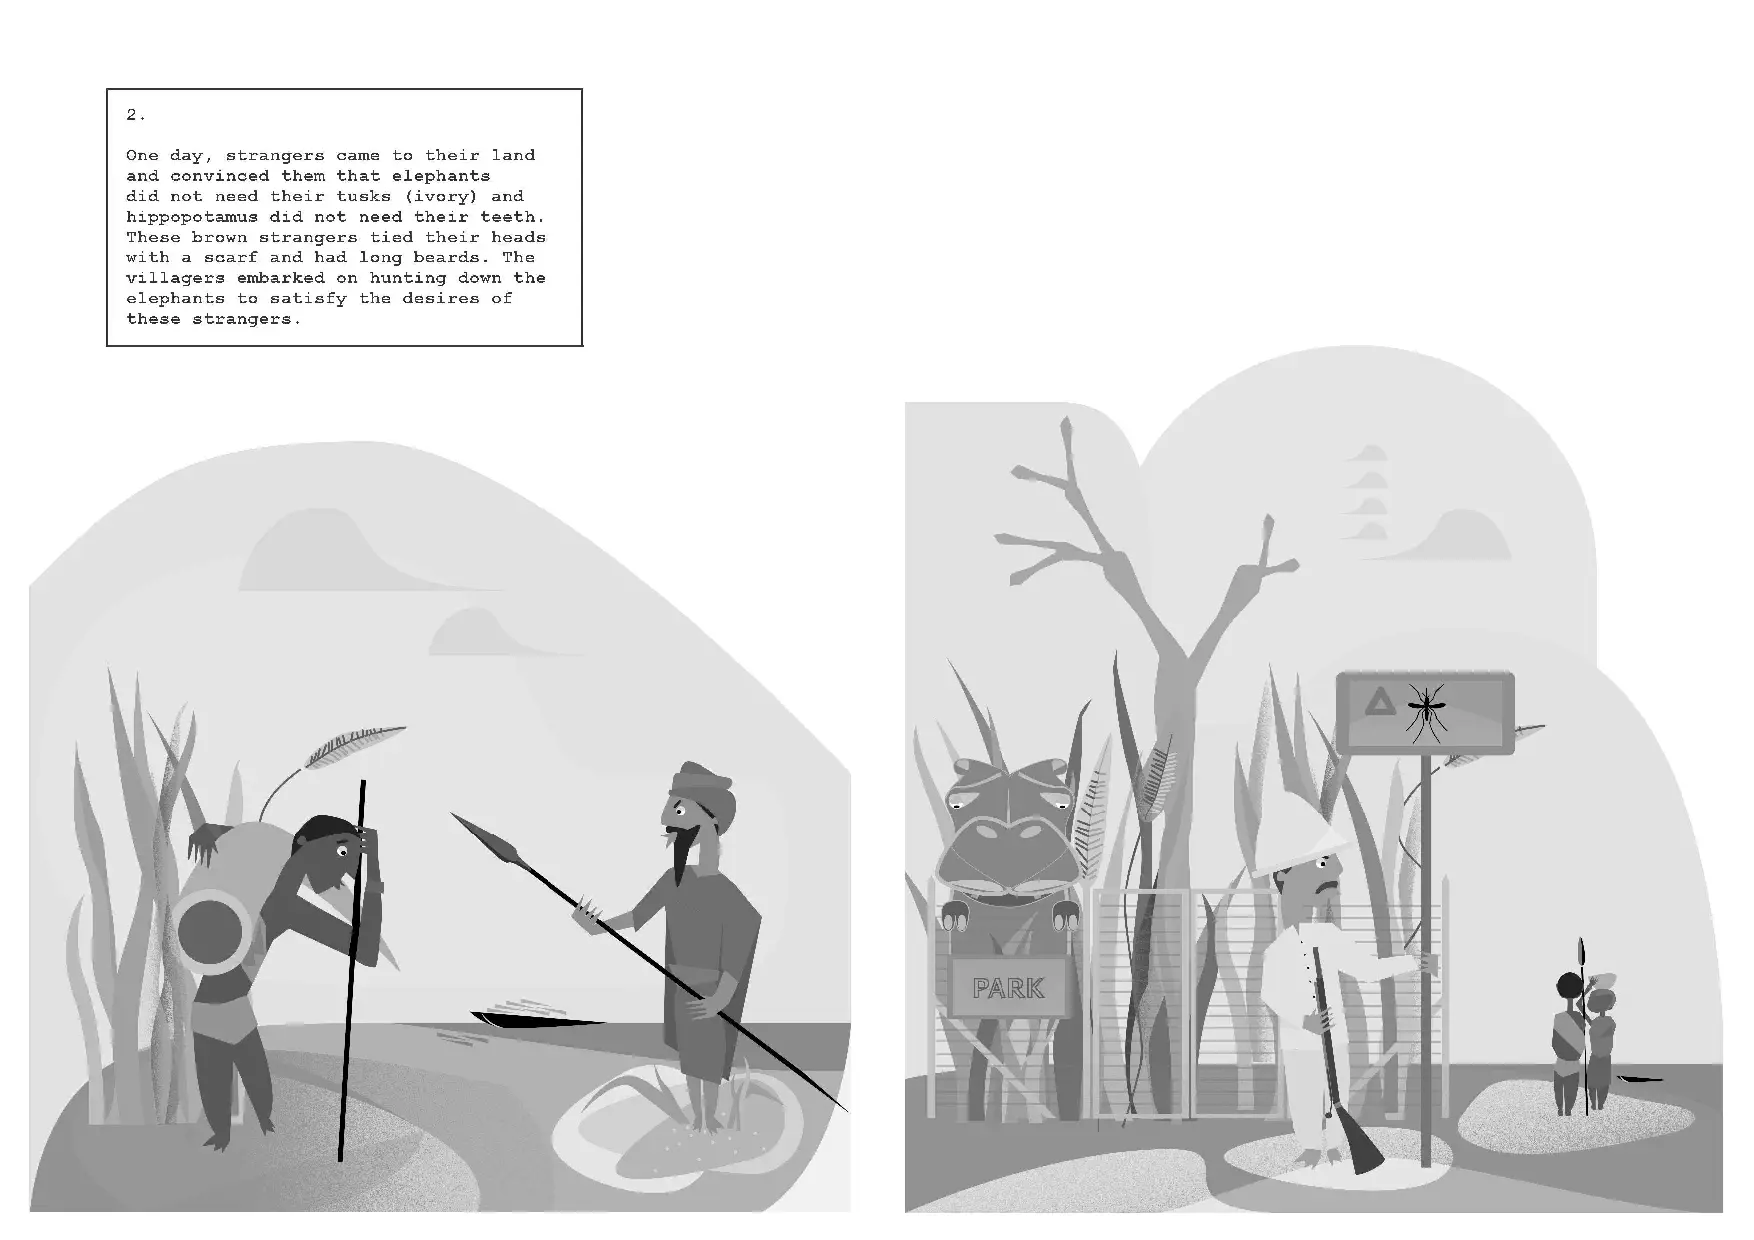 2.
One day, strangers came to their land
and convinced them that elephants
did not need their tusks (ivory) and
hippopotamus did not need their teeth.
These brown strangers tied their heads
with a scarf and had long beards. The
villagers embarked on hunting down the
elephants to satisfy the desires of
these strangers.
PARK